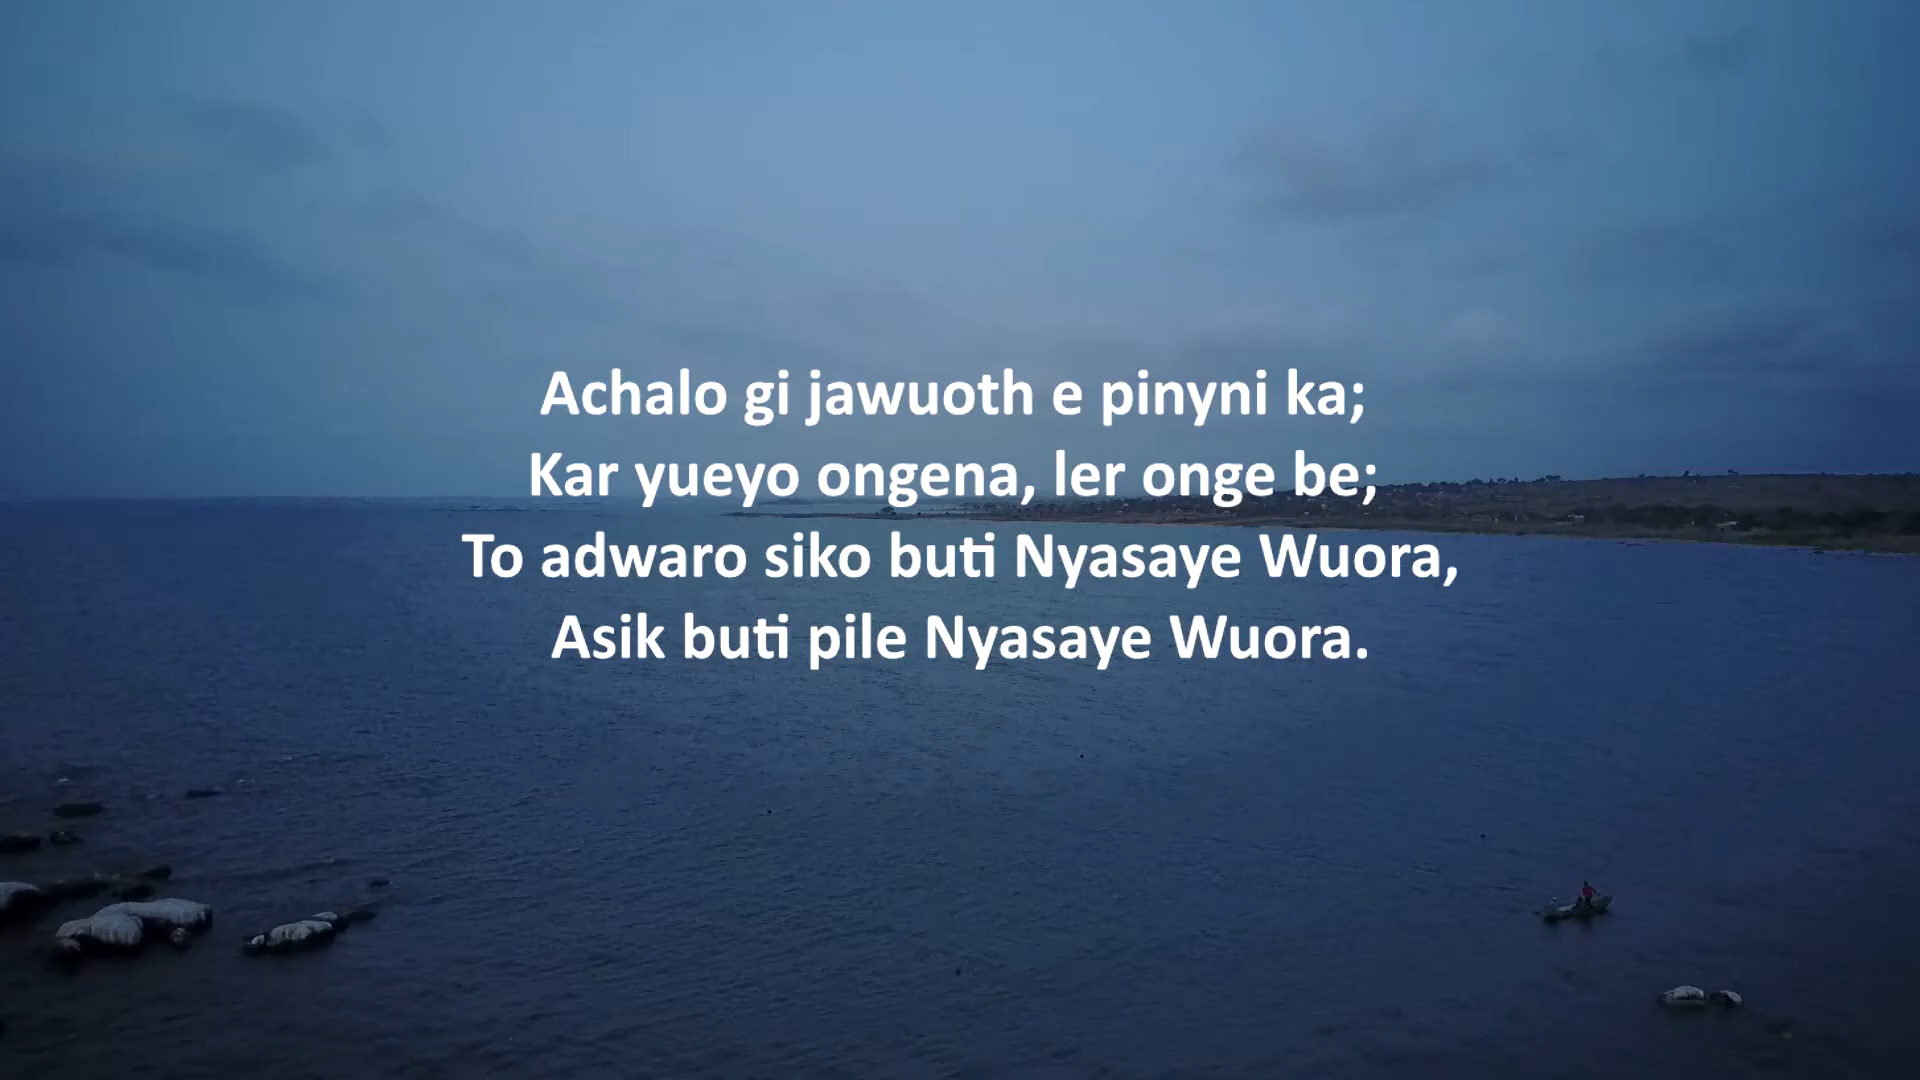 Achalo gi jawuoth e pinyni ka;
Kar yueyo ongena, ler onge be;
To adwaro siko buti Nyasaye Wuora,
Asik buti pile Nyasaye Wuora.